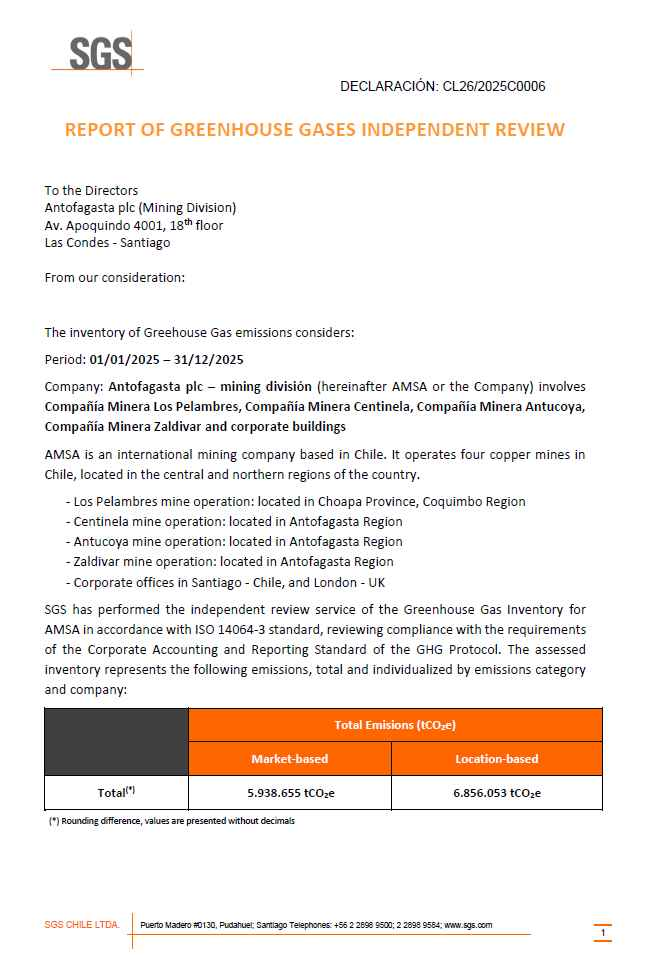 SGS
DECLARACIÓN: CL26/2025C0006
REPORT OF GREENHOUSE GASES INDEPENDENT REVIEW
To the Directors
Antofagasta plc (Mining Division)
Av. Apoquindo 4001, 18th floor
Las Condes - Santiago
From our consideration:
The inventory of Greehouse Gas emissions considers:
Period: 01/01/2025 – 31/12/2025
Company: Antofagasta plc – mining división (hereinafter AMSA or the Company) involves
Compañía Minera Los Pelambres, Compañía Minera Centinela, Compañía Minera Antucoya,
Compañía Minera Zaldivar and corporate buildings
AMSA is an international mining company based in Chile. It operates four copper mines in
Chile, located in the central and northern regions of the country.
- Los Pelambres mine operation: located in Choapa Province, Coquimbo Region
- Centinela mine operation: located in Antofagasta Region
- Antucoya mine operation: located in Antofagasta Region
- Zaldivar mine operation: located in Antofagasta Region
- Corporate offices in Santiago - Chile, and London - UK
SGS has performed the independent review service of the Greenhouse Gas Inventory for
AMSA in accordance with ISO 14064-3 standard, reviewing compliance with the requirements
of the Corporate Accounting and Reporting Standard of the GHG Protocol. The assessed
inventory represents the following emissions, total and individualized by emissions category
and company:
Total Emisions (tCO₂e)
Market-based Location-based
Total(*) 5.938.655 tCO₂e 6.856.053 tCO₂e
(*) Rounding difference, values are presented without decimals
SGS CHILE LTDA. Puerto Madero #0130, Pudahuel; Santiago Telephones: +56 2 2898 9500; 2 2898 9584; www.sgs.com
1